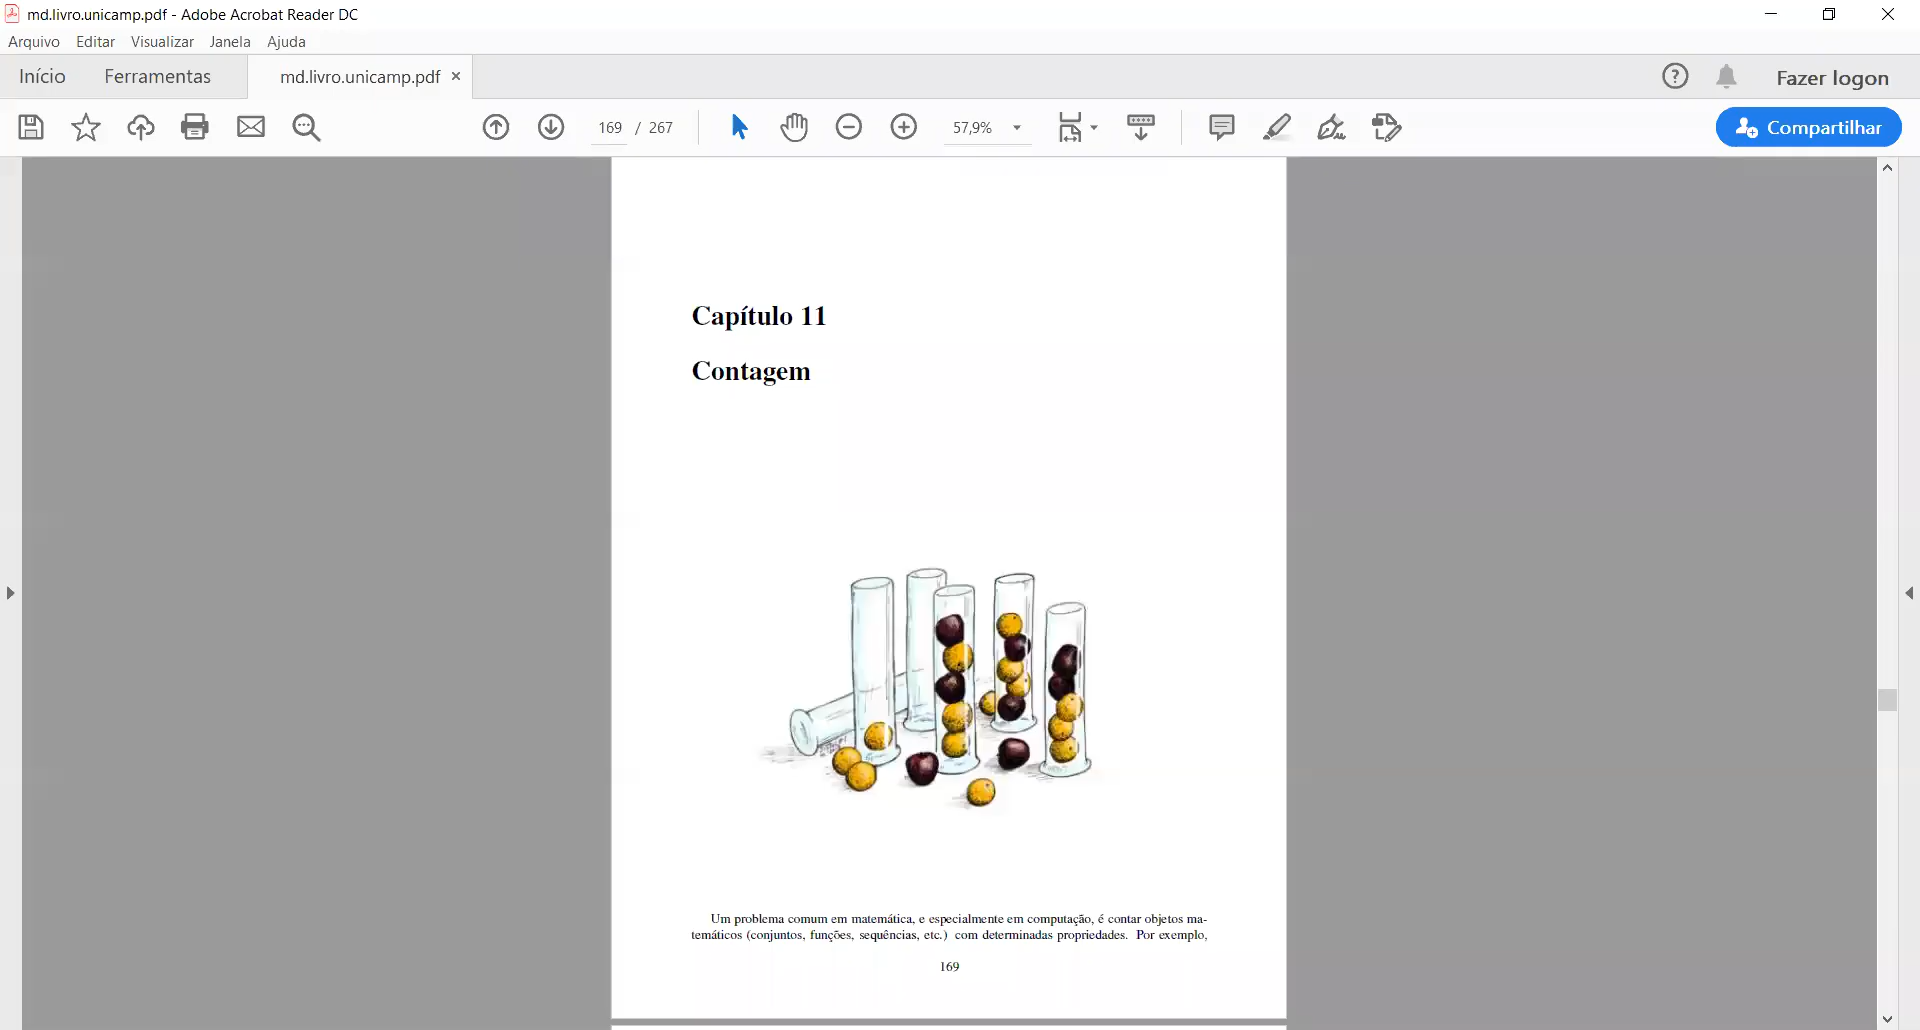 md.livro.unicamp.pdf - Adobe Acrobat Reader DC
Arquivo Editar Visualizar Janela Ajuda
Início Ferramentas md.livro.unicamp.pdf × Fazer logon
169 / 267 57,9% Compartilhar
Capítulo 11
Contagem
Um problema comum em matemática, e especialmente em computação, é contar objetos ma-
temáticos (conjuntos, funções, sequências, etc.) com determinadas propriedades. Por exemplo,
169